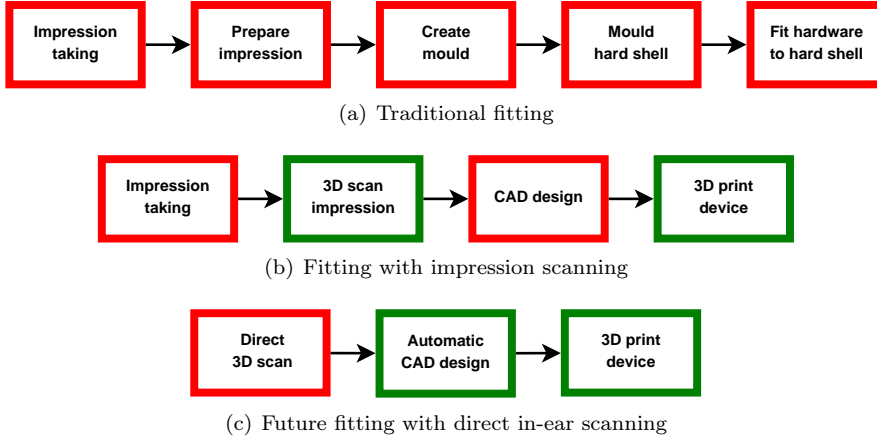 Impression
taking
Prepare
impression
Create
mould
Mould
hard shell
Fit hardware
to hard shell
(a) Traditional fitting
Impression
taking
3D scan
impression
CAD design
3D print
device
(b) Fitting with impression scanning
Direct
3D scan
Automatic
CAD design
3D print
device
(c) Future fitting with direct in-ear scanning